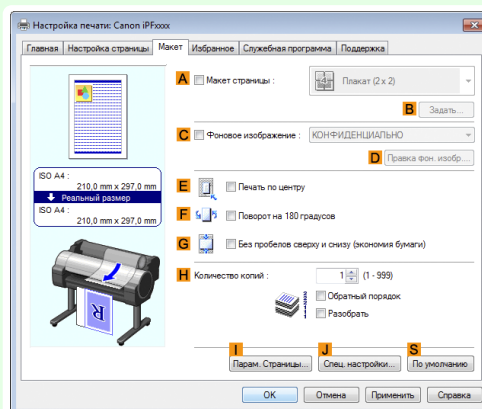 Настройка печати: Canon iPFxxxx
Главная Настройка страницы Макет Избранное Служебная программа Поддержка
A Макет страницы : Плакат (2 x 2)
B Задать...
C Фоновое изображение : КОНФИДЕНЦИАЛЬНО
D Правка фон. изобр....
ISO A4 :
210,0 mm x 297,0 mm
Реальный размер
ISO A4 :
210,0 mm x 297,0 mm
E Печать по центру
F Поворот на 180 градусов
G Без пробелов сверху и снизу (экономия бумаги)
H Количество копий : 1 (1 - 999)
Обратный порядок
Разобрать
I J S
Парам. Страницы... Спец. настройки... По умолчанию
OK Отмена Применить Справка